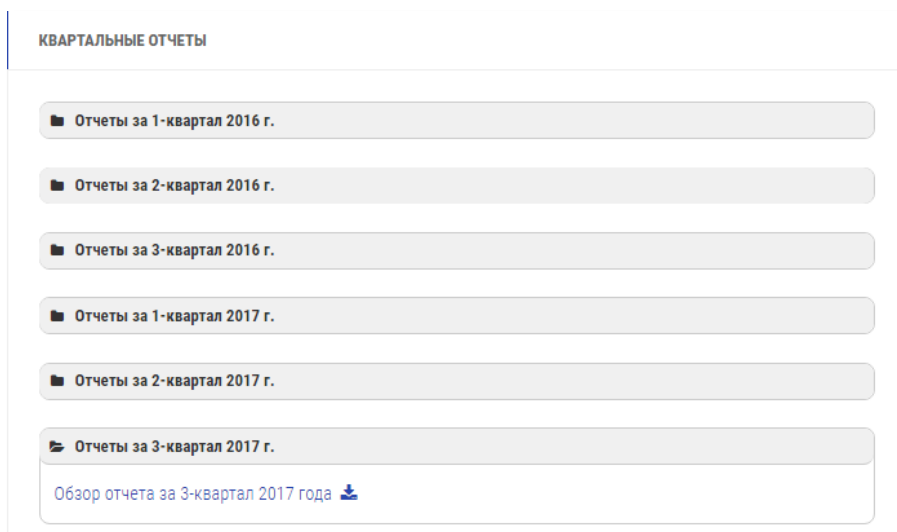 КВАРТАЛЬНЫЕ ОТЧЕТЫ
Отчеты за 1-квартал 2016 г.
Отчеты за 2-квартал 2016 г.
Отчеты за 3-квартал 2016 г.
Отчеты за 1-квартал 2017 г.
Отчеты за 2-квартал 2017 г.
Отчеты за 3-квартал 2017 г.
Обзор отчета за 3-квартал 2017 года